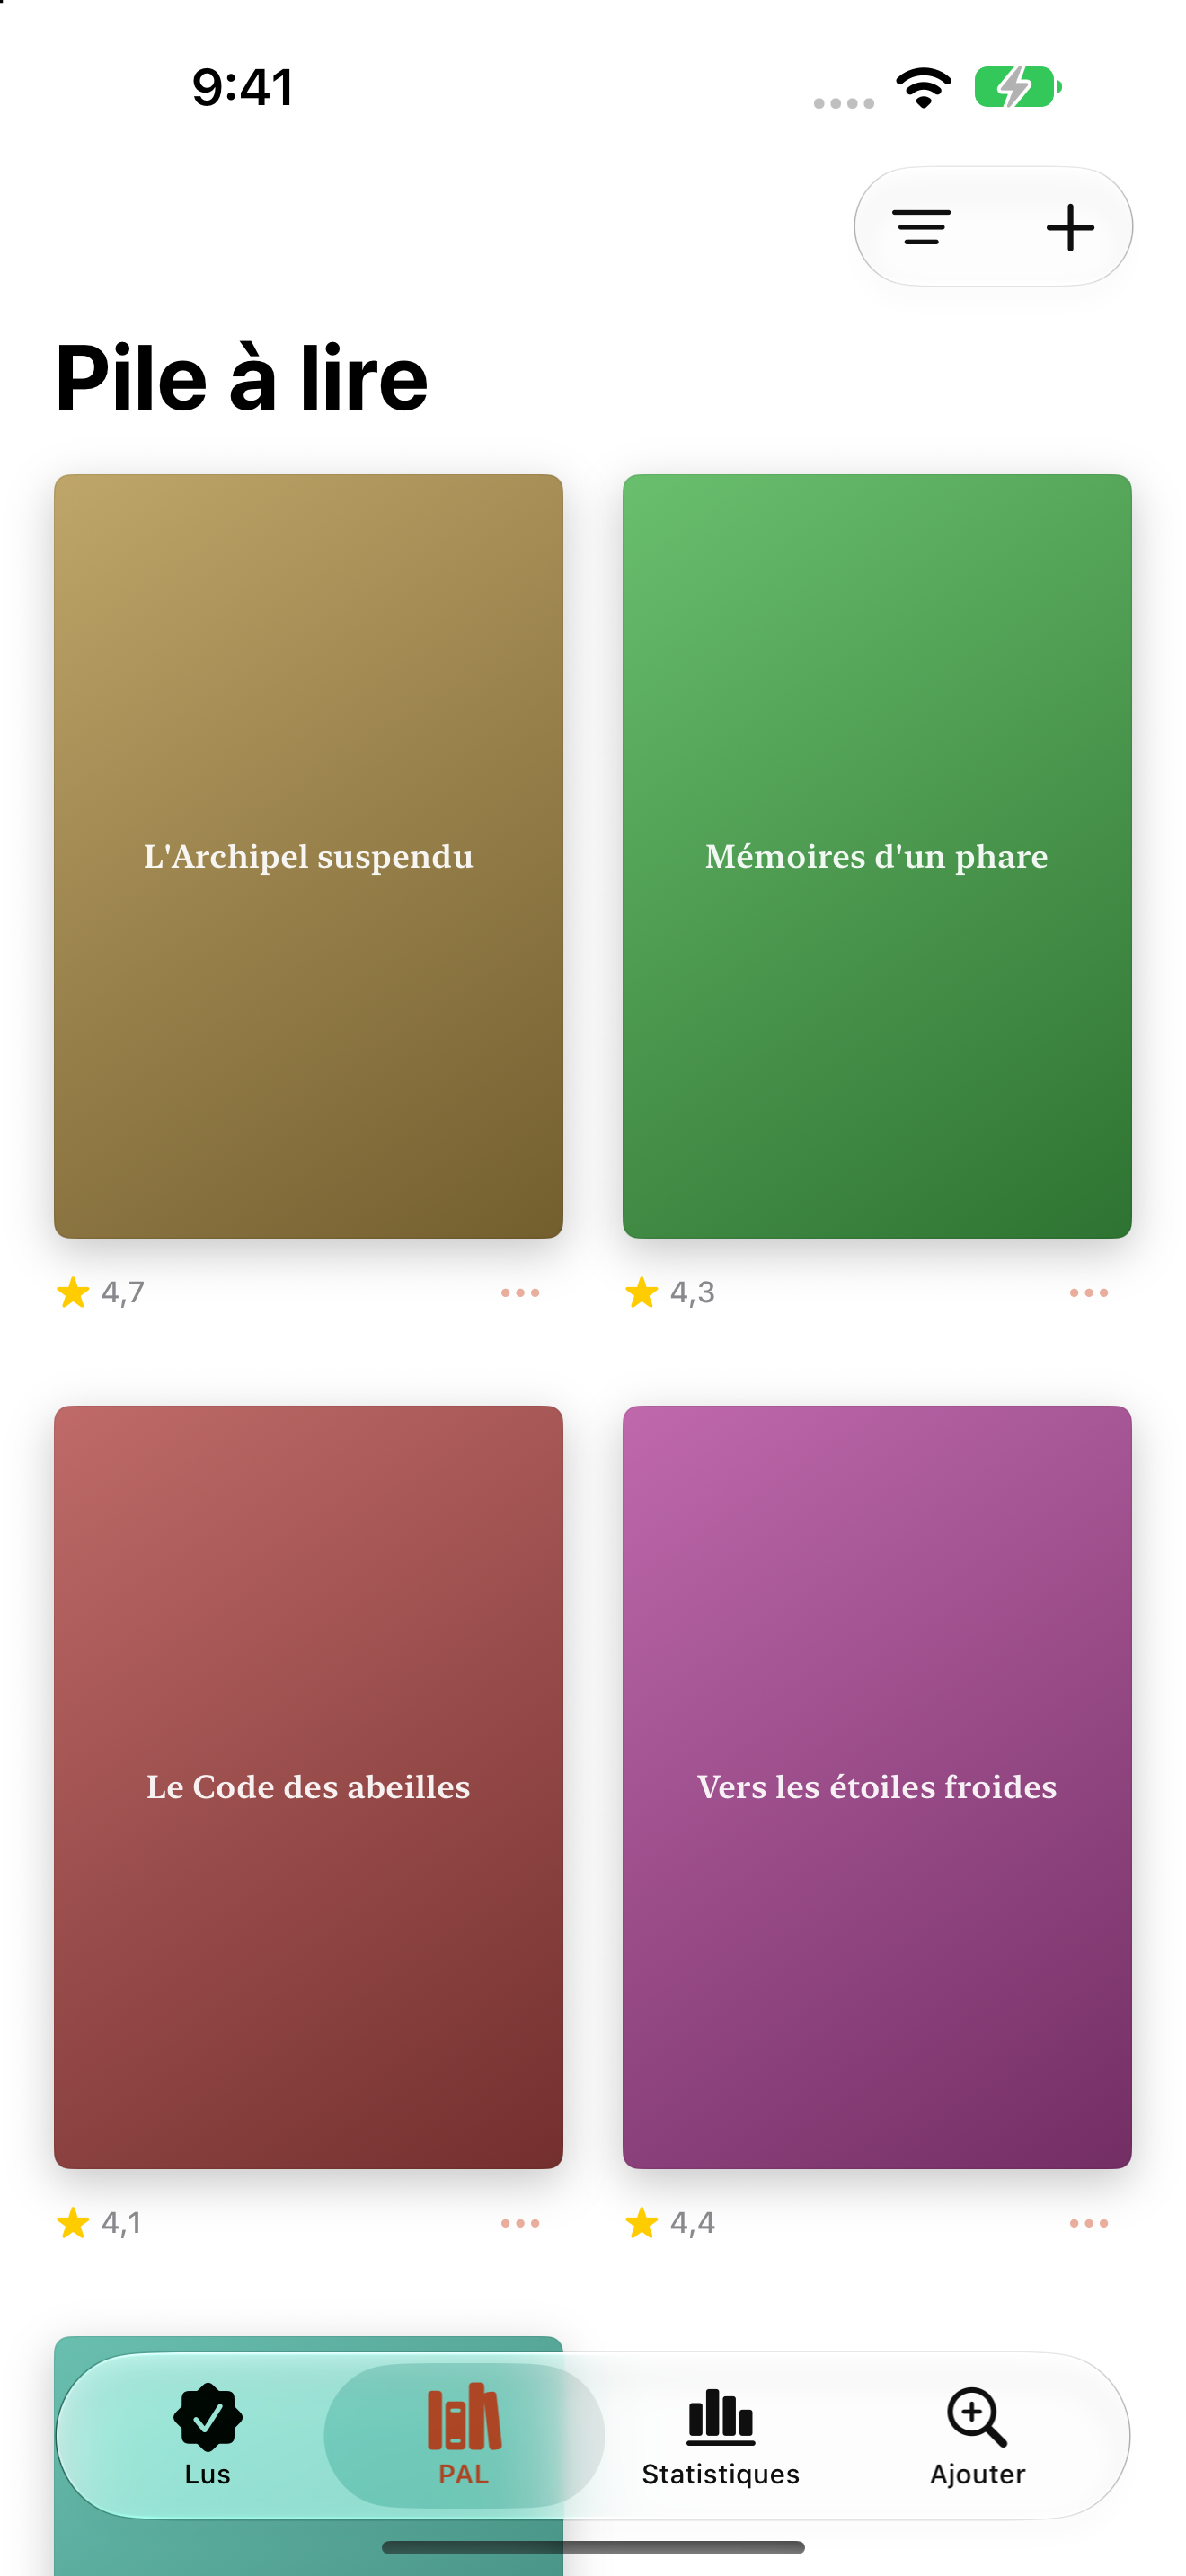 9:41
Pile à lire
L'Archipel suspendu
Mémoires d'un phare
4,7
4,3
Le Code des abeilles
Vers les étoiles froides
4,1
4,4
Lus
PAL
Statistiques
Ajouter